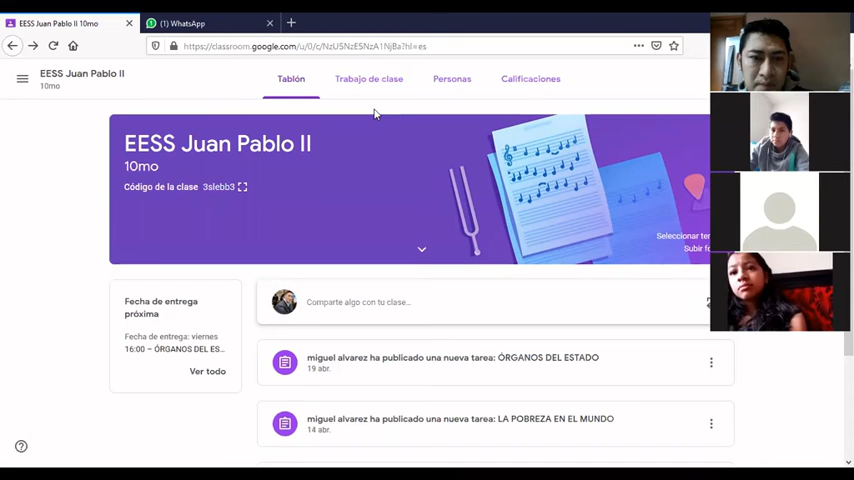 EESS Juan Pablo II 10mo
(1) WhatsApp
https://classroom.google.com/u/0/c/NzU5NzE5NzA1NjBa?hl=es
EESS Juan Pablo II
10mo
Tablón
Trabajo de clase
Personas
Calificaciones
EESS Juan Pablo II
10mo
Código de la clase 3slebb3
Seleccionar
Subir
Fecha de entrega
próxima
Fecha de entrega: viernes
16:00 – ÓRGANOS DEL ES...
Ver todo
Comparte algo con tu clase...
miguel alvarez ha publicado una nueva tarea: ÓRGANOS DEL ESTADO
19 abr.
miguel alvarez ha publicado una nueva tarea: LA POBREZA EN EL MUNDO
14 abr.